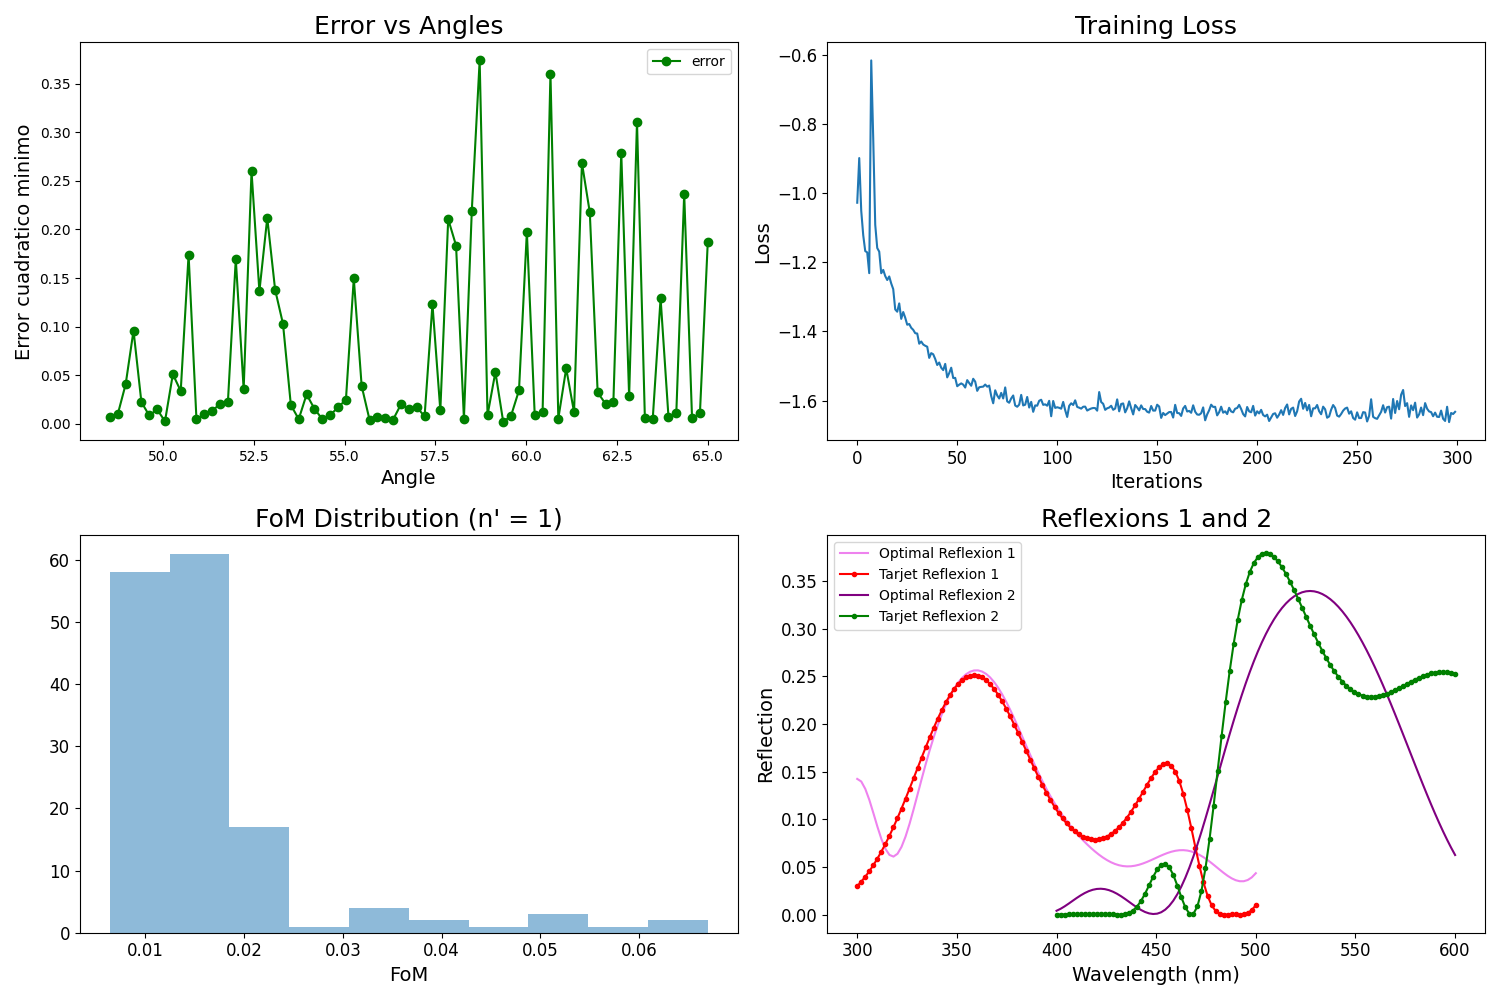 Error vs Angles
error
0.35
0.30
0.25
0.20
0.15
0.10
0.05
0.00
Error cuadratico minimo
50.0 52.5 55.0 57.5 60.0 62.5 65.0
Angle
Training Loss
−0.6
−0.8
−1.0
−1.2
−1.4
−1.6
Loss
0 50 100 150 200 250 300
Iterations
FoM Distribution (n' = 1)
60
50
40
30
20
10
0
0.01 0.02 0.03 0.04 0.05 0.06
FoM
Reflexions 1 and 2
Optimal Reflexion 1
Tarjet Reflexion 1
Optimal Reflexion 2
Tarjet Reflexion 2
0.35
0.30
0.25
0.20
0.15
0.10
0.05
0.00
Reflection
300 350 400 450 500 550 600
Wavelength (nm)